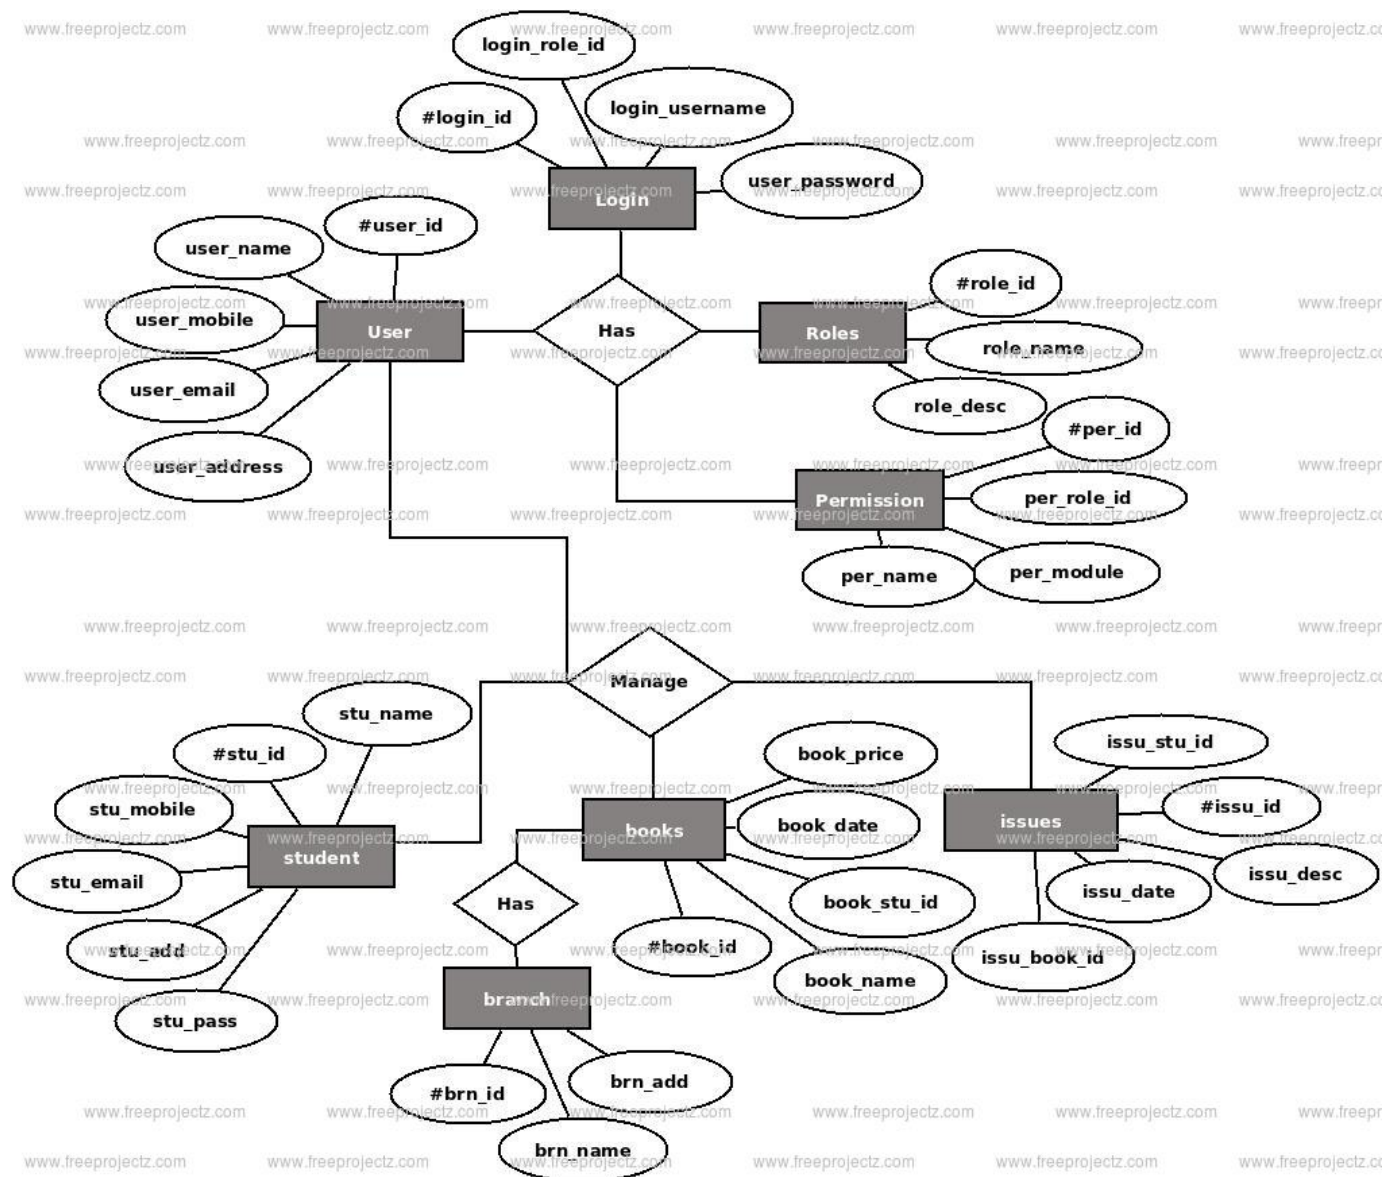 www.freeprojectz.com
login_role_id
#login_id
login_username
user_password
Login
#user_id
user_name
user_mobile
user_email
user_address
User
Has
Roles
#role_id
role_name
role_desc
#per_id
per_role_id
per_module
per_name
Permission
Manage
stu_name
#stu_id
stu_mobile
stu_email
stu_add
stu_pass
student
books
book_price
book_date
book_stu_id
book_name
#book_id
issues
issu_stu_id
#issu_id
issu_desc
issu_date
issu_book_id
Has
branch
#brn_id
brn_add
brn_name